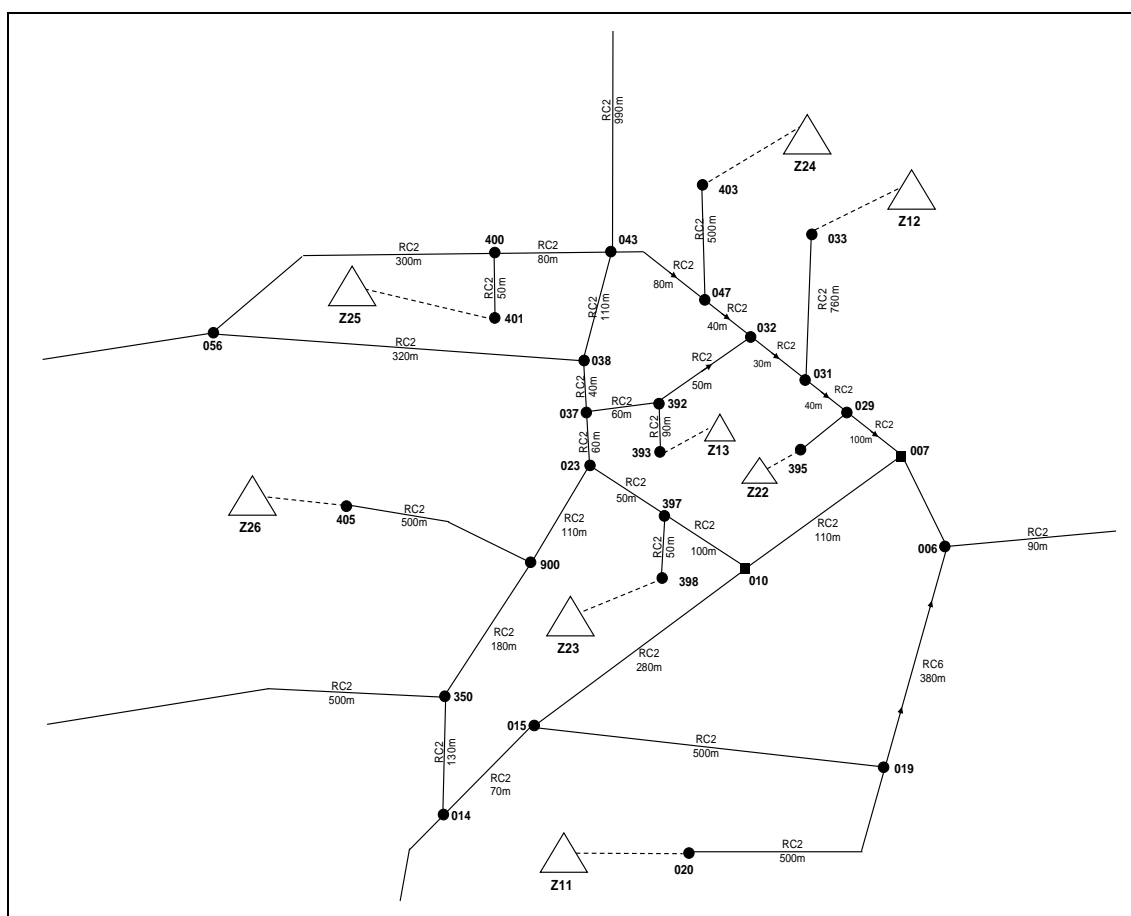 RC2
990m
Z24
403
Z12
RC2
500m
033
400
RC2
80m
043
RC2
300m
RC2
50m
RC2
80m
RC2
760m
Z25
401
RC2
110m
047
RC2
40m
032
056
RC2
320m
038
RC2
50m
RC2
30m
031
RC2
40m
RC2
40m
029
037
RC2
60m
392
RC2
90m
RC2
100m
007
RC2
60m
393
Z13
395
Z22
023
RC2
50m
397
Z26
405
RC2
500m
RC2
110m
RC2
50m
RC2
100m
RC2
110m
006
RC2
90m
900
398
010
Z23
RC2
180m
RC2
280m
RC6
380m
RC2
500m
350
015
RC2
130m
RC2
500m
019
RC2
70m
014
RC2
500m
Z11
020